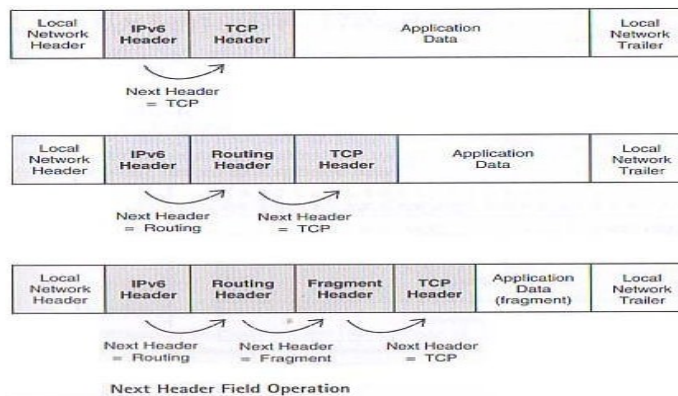 Local Network Header
IPv6 Header
TCP Header
Application Data
Local Network Trailer
Next Header = TCP
Local Network Header
IPv6 Header
Routing Header
TCP Header
Application Data
Local Network Trailer
Next Header = Routing
Next Header = TCP
Local Network Header
IPv6 Header
Routing Header
Fragment Header
TCP Header
Application Data (fragment)
Local Network Trailer
Next Header = Routing
Next Header = Fragment
Next Header = TCP
Next Header Field Operation